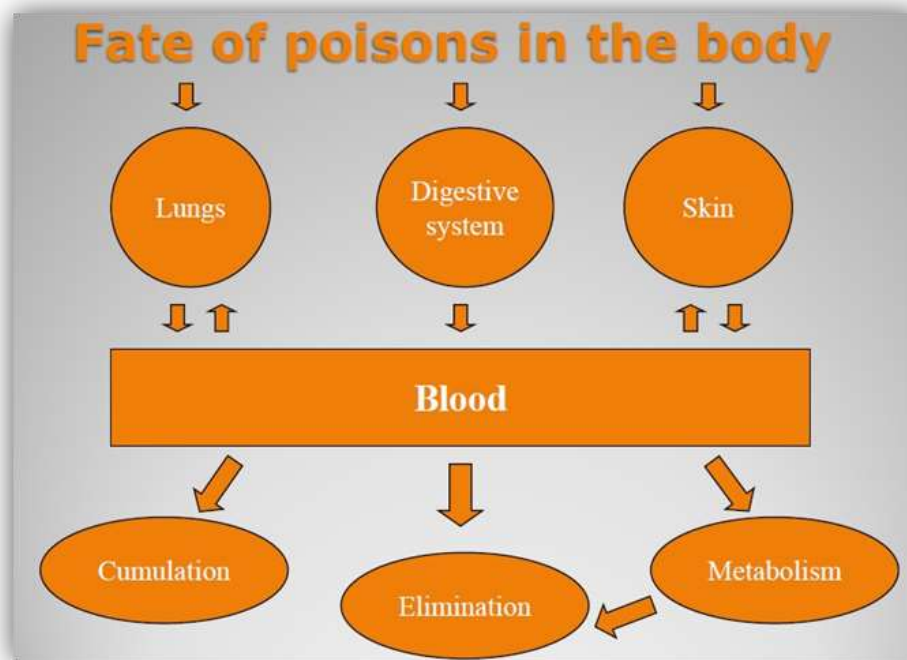 Fate of poisons in the body
Lungs
Digestive
system
Skin
Blood
Cumulation
Elimination
Metabolism